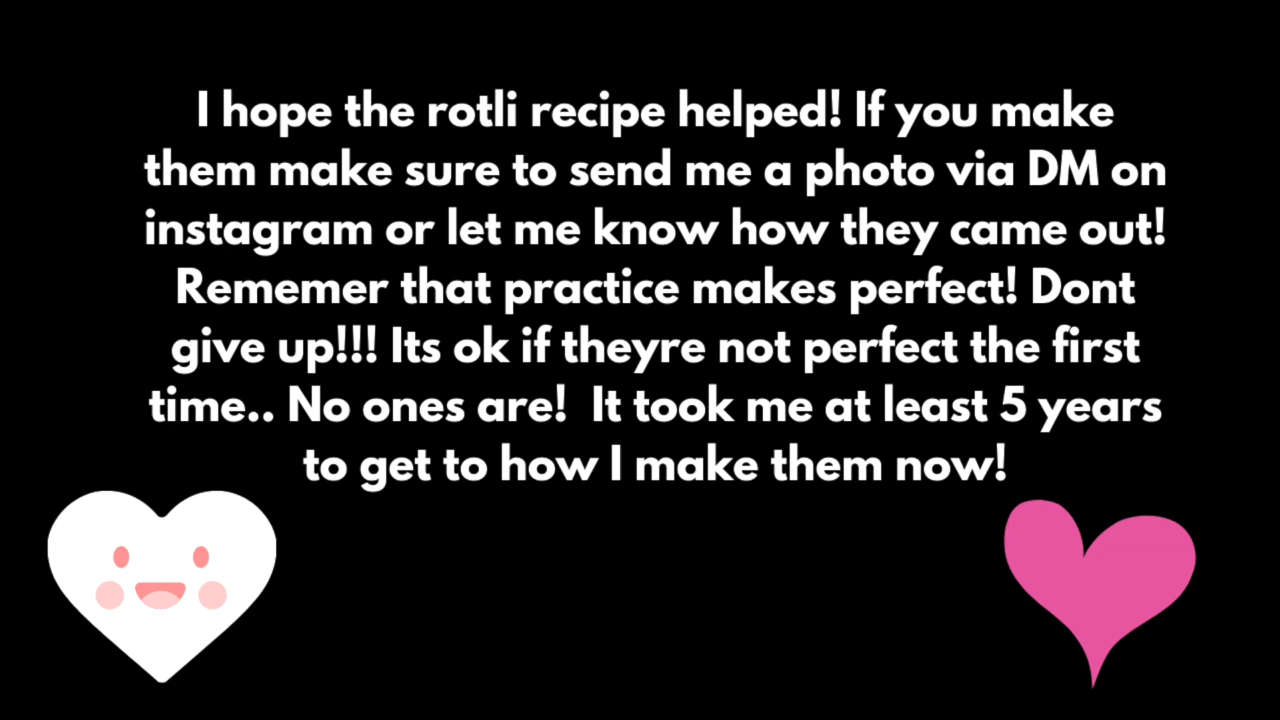 I hope the rotli recipe helped! If you make
them make sure to send me a photo via DM on
instagram or let me know how they came out!
Rememer that practice makes perfect! Dont
give up!!! Its ok if theyre not perfect the first
time.. No ones are!  It took me at least 5 years
to get to how I make them now!